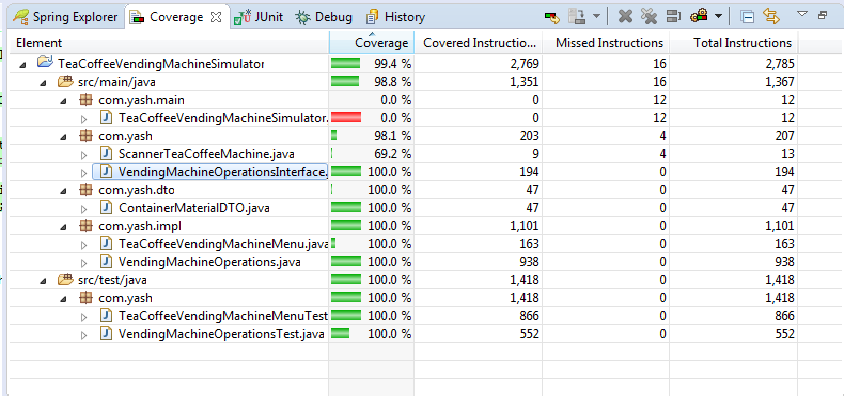 Spring Explorer Coverage JUnit Debug History
Element Coverage Covered Instructio... Missed Instructions Total Instructions
TeaCoffeeVendingMachineSimulator 99.4 % 2,769 16 2,785
src/main/java 98.8 % 1,351 16 1,367
com.yash.main 0.0 % 0 12 12
TeaCoffeeVendingMachineSimulator. 0.0 % 0 12 12
com.yash 98.1 % 203 4 207
ScannerTeaCoffeeMachine.java 69.2 % 9 4 13
VendingMachineOperationsInterface. 100.0 % 194 0 194
com.yash.dto 100.0 % 47 0 47
ContainerMaterialDTO.java 100.0 % 47 0 47
com.yash.impl 100.0 % 1,101 0 1,101
TeaCoffeeVendingMachineMenu.java 100.0 % 163 0 163
VendingMachineOperations.java 100.0 % 938 0 938
src/test/java 100.0 % 1,418 0 1,418
com.yash 100.0 % 1,418 0 1,418
TeaCoffeeVendingMachineMenuTest 100.0 % 866 0 866
VendingMachineOperationsTest.java 100.0 % 552 0 552